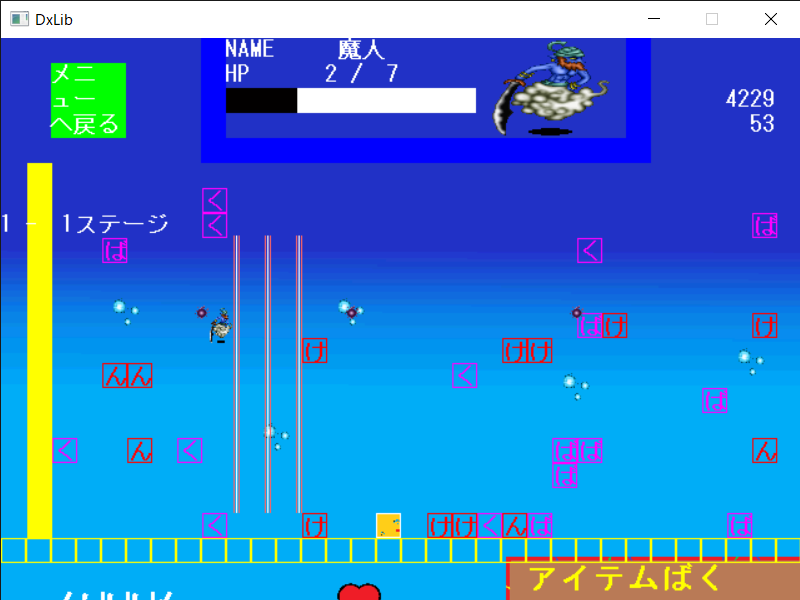 DxLib
NAME 魔人
メニ
HP 2 / 7
ュー
4229
へ戻る
53
く
1 - 1ステージ
く
ば
ば
く
ば
け
け
け
けけ
んん
く
ば
く
ん
く
ばば
ん
ば
く
け
けけくんば
ば
アイテムばく